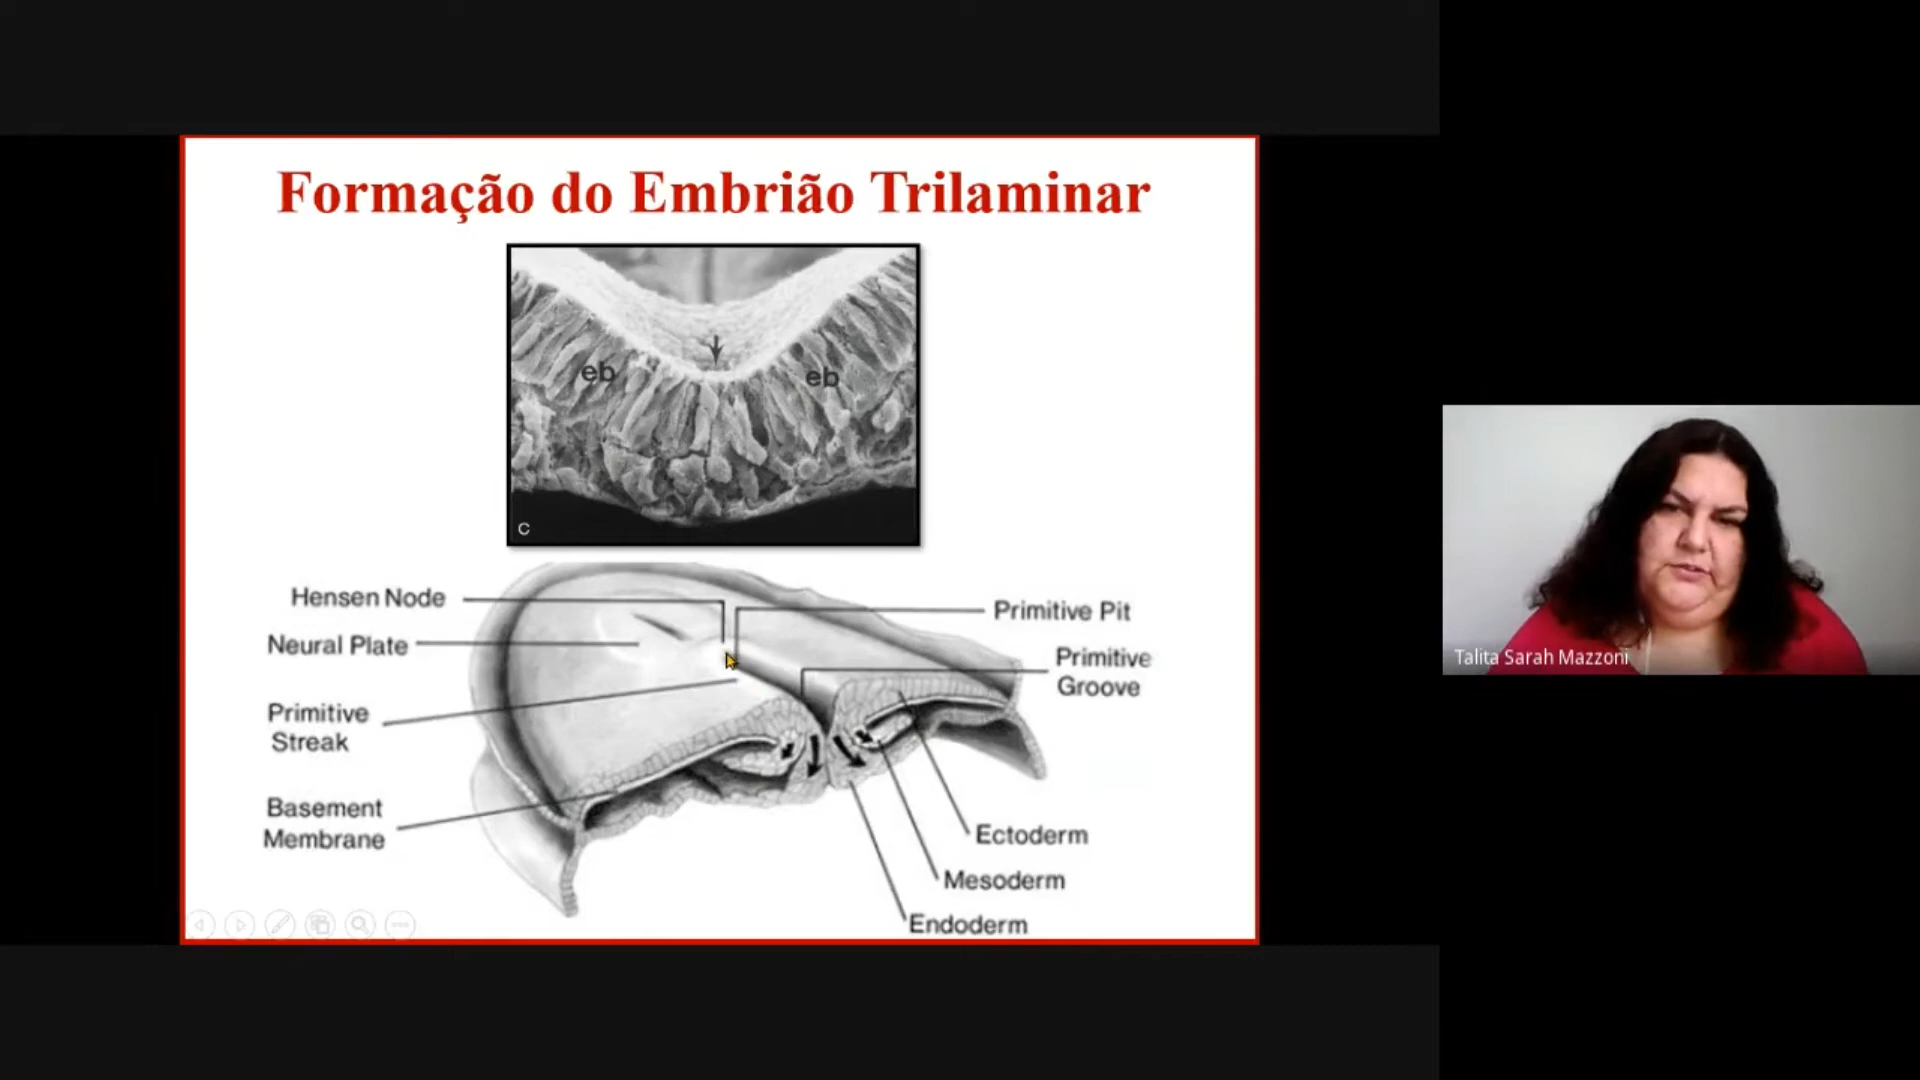 Formação do Embrião Trilaminar
eb
eb
C
Hensen Node
Neural Plate
Primitive
Streak
Basement
Membrane
Primitive Pit
Primitive
Groove
Ectoderm
Mesoderm
Endoderm
Talita Sarah Mazzoni